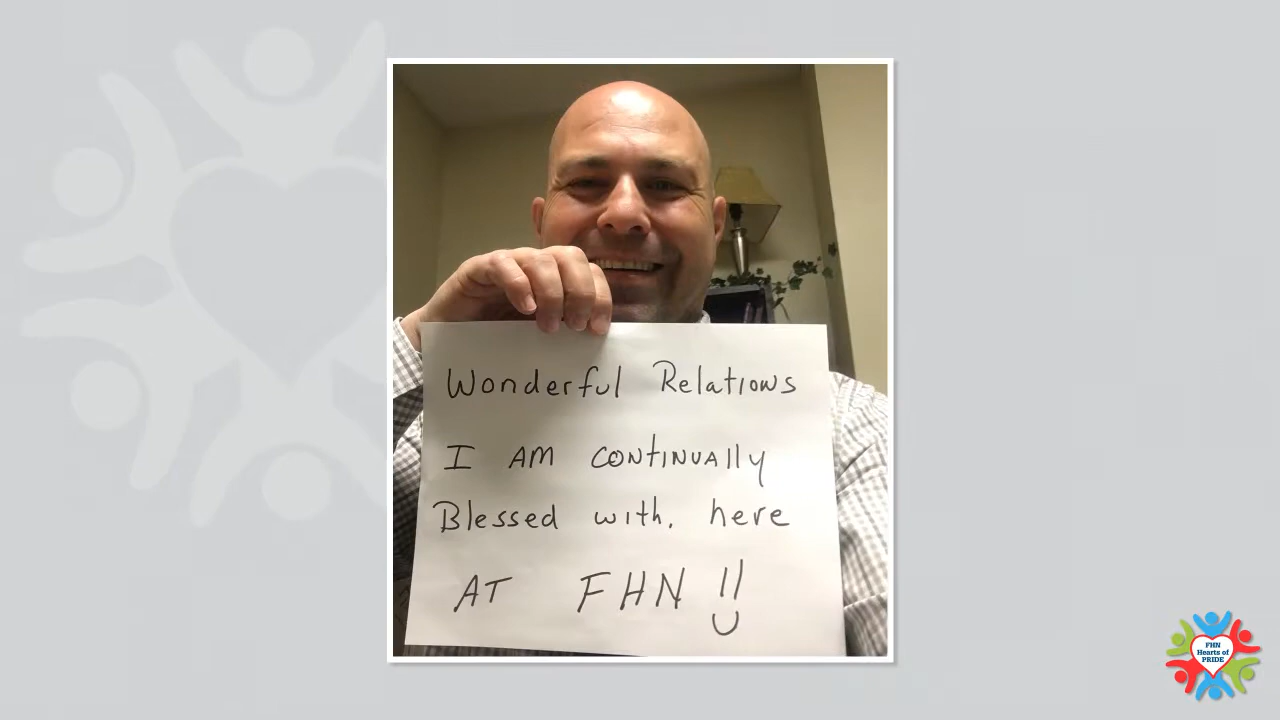 Wonderful Relations
I AM CONTINUAlly
Blessed with, here
AT FHN !!
FHN
Hearts of
PRIDE